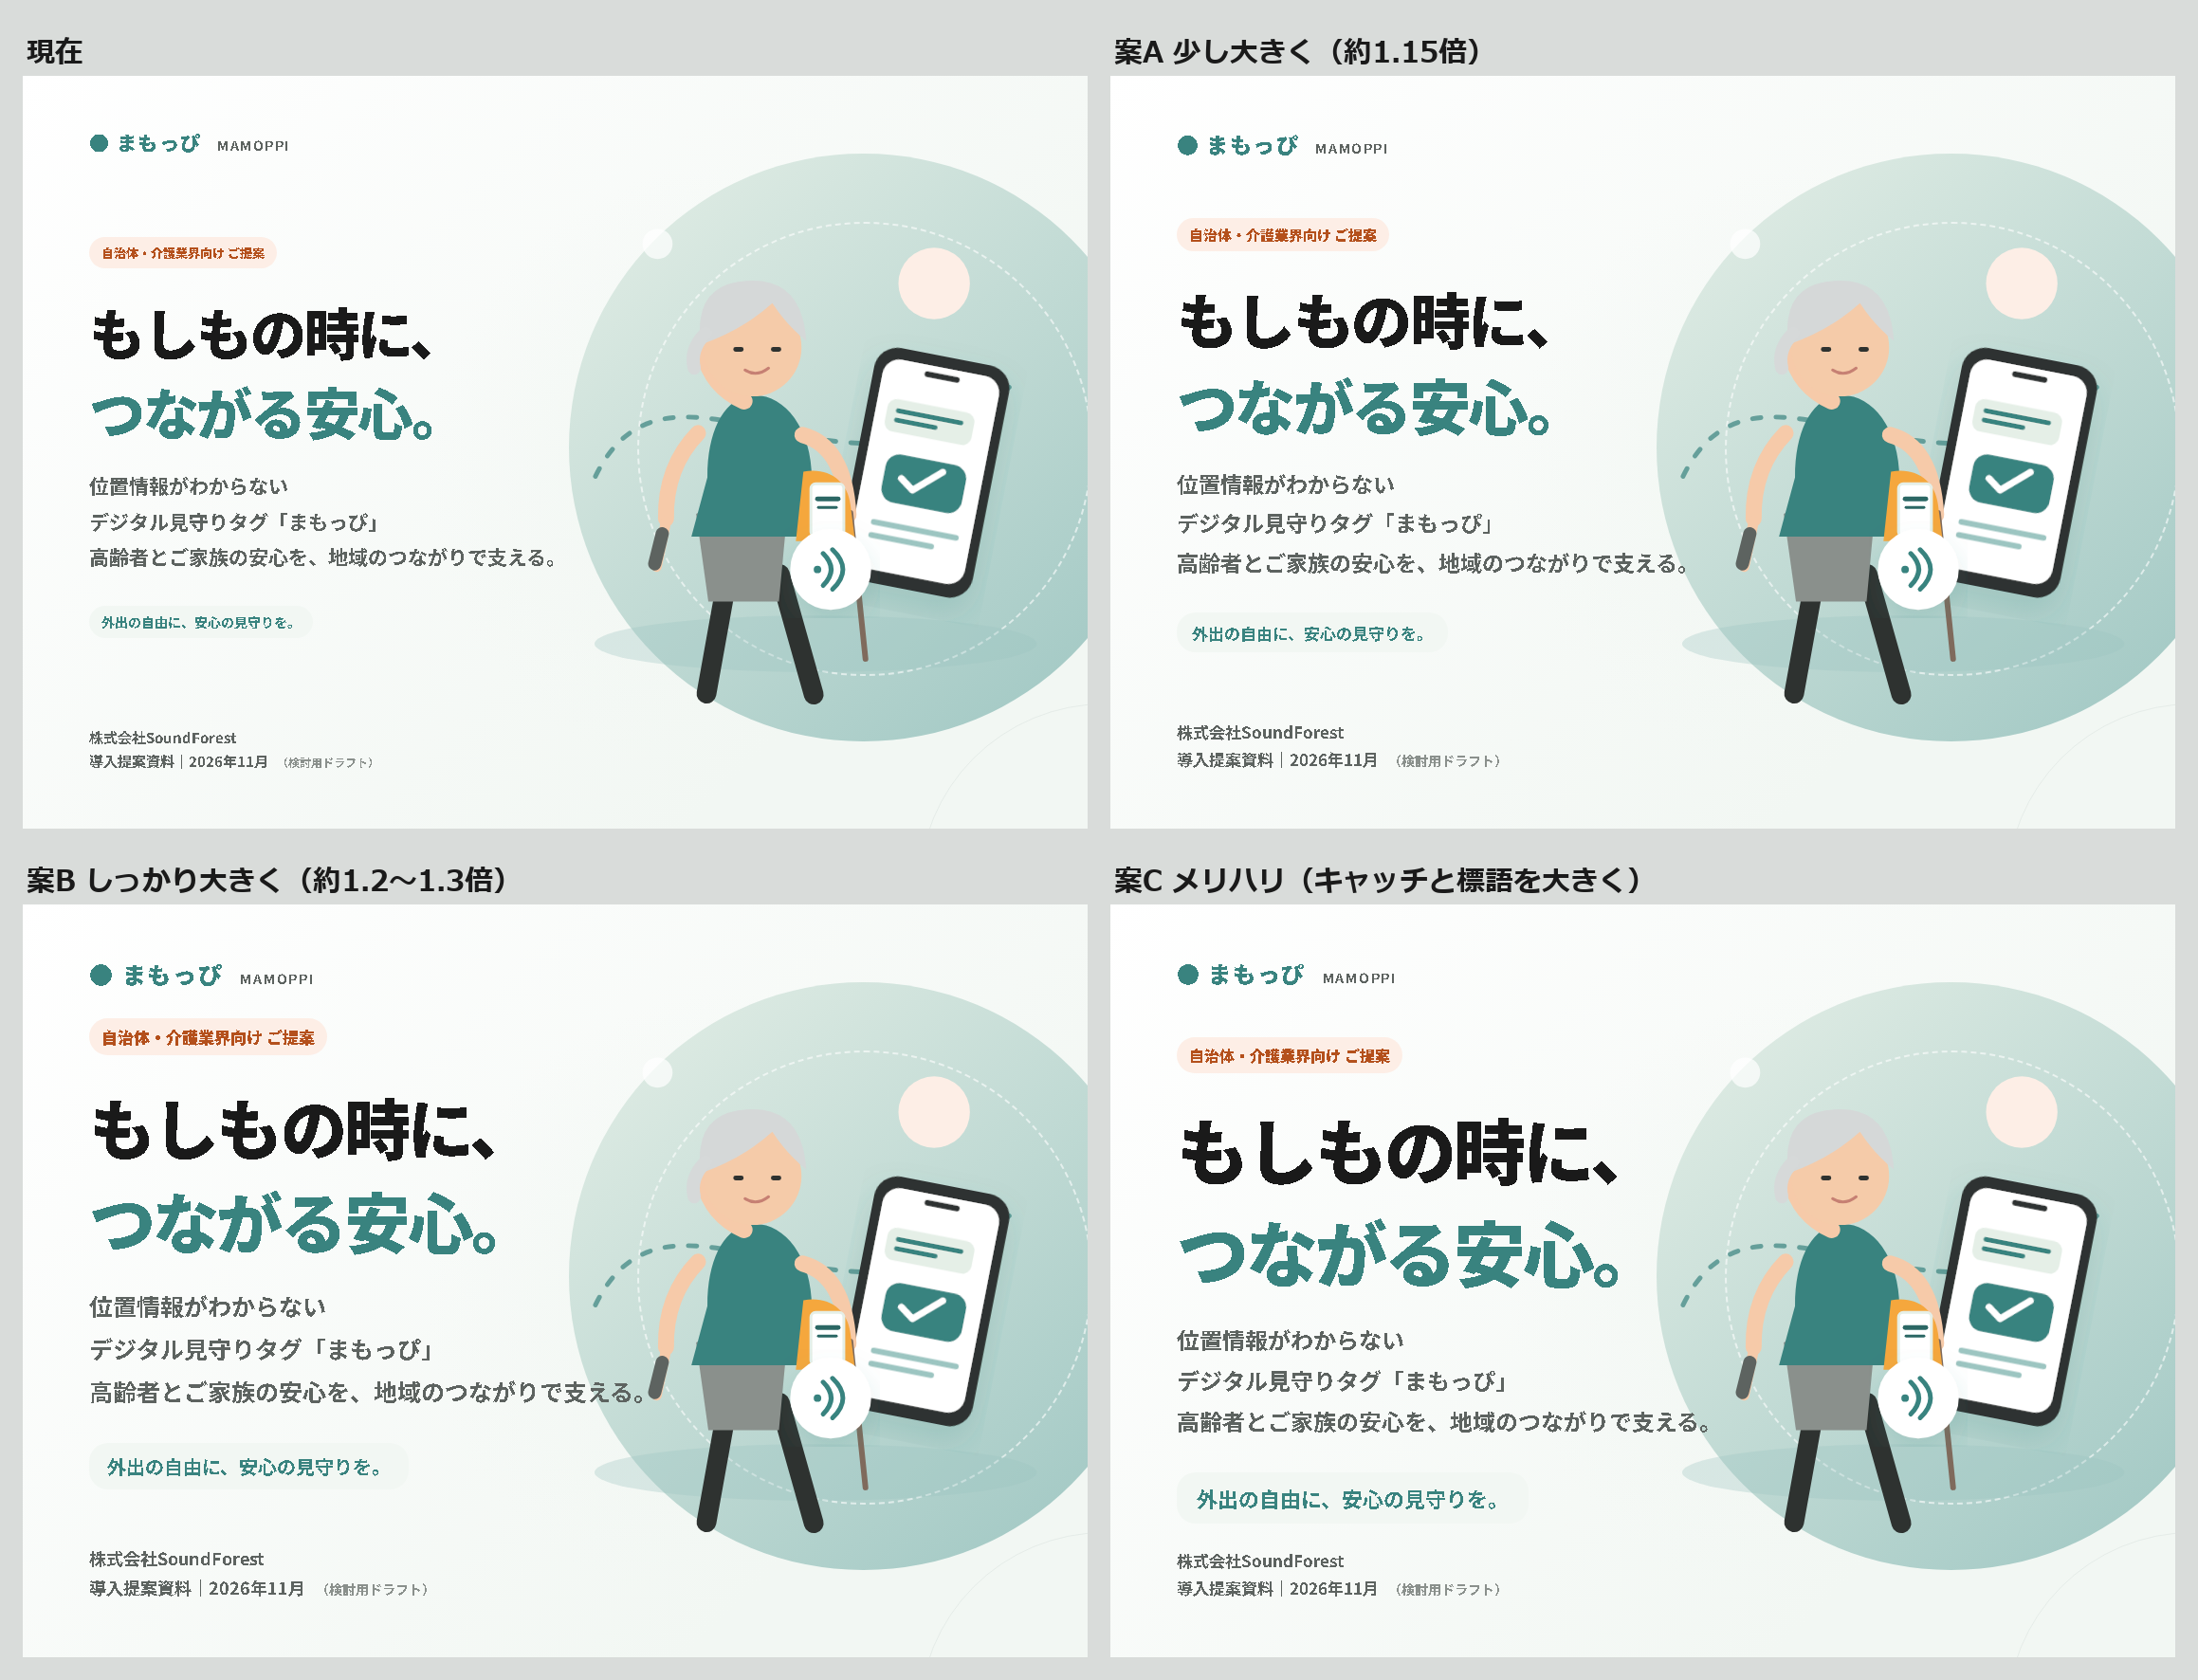 現在
まもっぴ MAMOPPI
自治体・介護業界向け ご提案
もしもの時に、
つながる安心。
位置情報がわからない
デジタル見守りタグ「まもっぴ」
高齢者とご家族の安心を、地域のつながりで支える。
外出の自由に、安心の見守りを。
株式会社SoundForest
導入提案資料｜2026年11月 （検討用ドラフト）
案A 少し大きく（約1.15倍）
まもっぴ MAMOPPI
自治体・介護業界向け ご提案
もしもの時に、
つながる安心。
位置情報がわからない
デジタル見守りタグ「まもっぴ」
高齢者とご家族の安心を、地域のつながりで支える。
外出の自由に、安心の見守りを。
株式会社SoundForest
導入提案資料｜2026年11月 （検討用ドラフト）
案B しっかり大きく（約1.2〜1.3倍）
まもっぴ MAMOPPI
自治体・介護業界向け ご提案
もしもの時に、
つながる安心。
位置情報がわからない
デジタル見守りタグ「まもっぴ」
高齢者とご家族の安心を、地域のつながりで支える。
外出の自由に、安心の見守りを。
株式会社SoundForest
導入提案資料｜2026年11月 （検討用ドラフト）
案C メリハリ（キャッチと標語を大きく）
まもっぴ MAMOPPI
自治体・介護業界向け ご提案
もしもの時に、
つながる安心。
位置情報がわからない
デジタル見守りタグ「まもっぴ」
高齢者とご家族の安心を、地域のつながりで支える。
外出の自由に、安心の見守りを。
株式会社SoundForest
導入提案資料｜2026年11月 （検討用ドラフト）